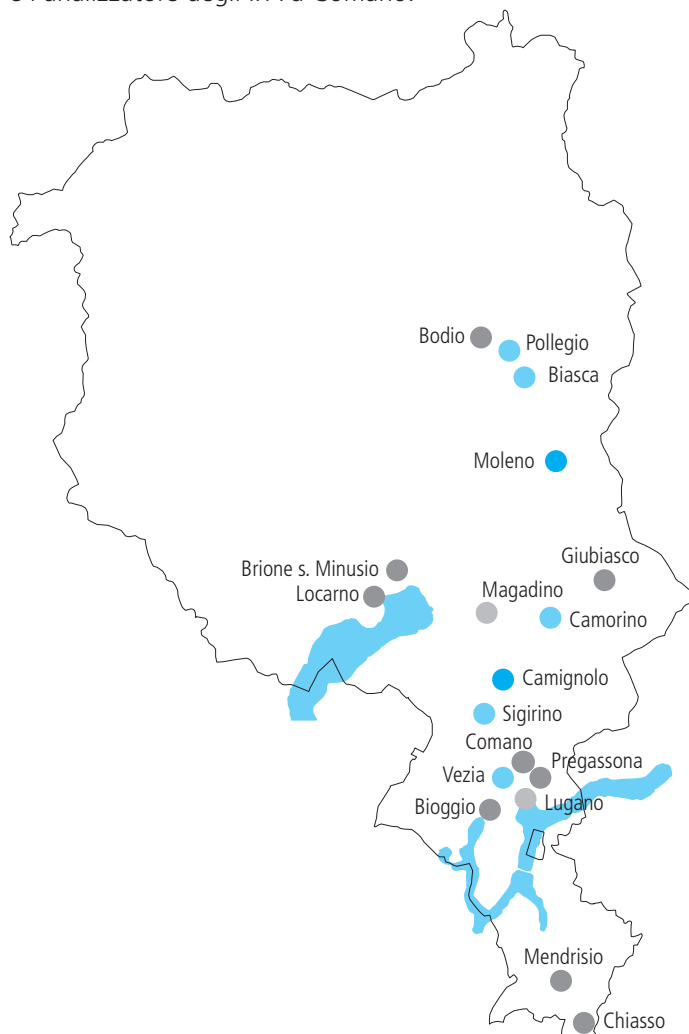 Bodio
Pollegio
Biasca
Moleno
Giubiasco
Brione s. Minusio
Locarno
Magadino
Camorino
Camignolo
Sigirino
Comano
Pregassona
Vezia
Lugano
Bioggio
Mendrisio
Chiasso